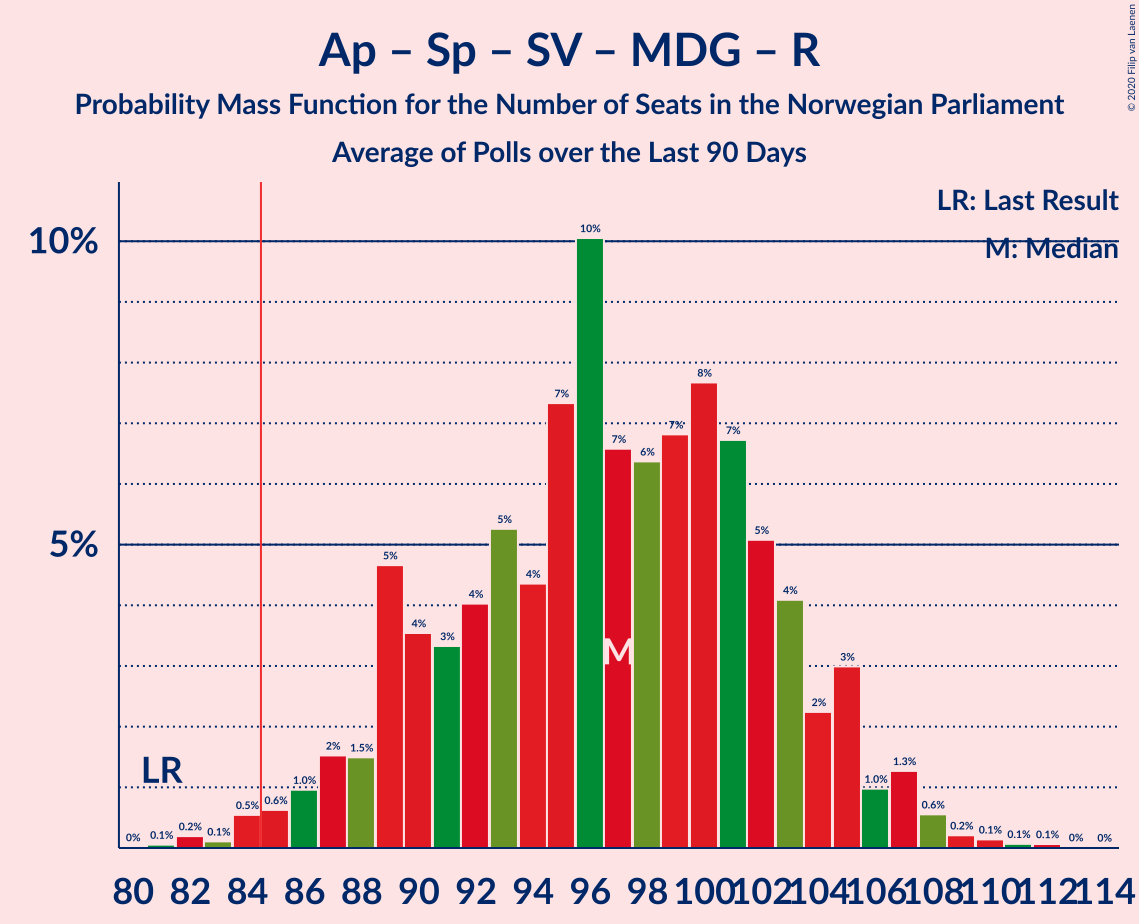 © 2020 Filip van Laenen
Ap – Sp – SV – MDG – R
Probability Mass Function for the Number of Seats in the Norwegian Parliament
Average of Polls over the Last 90 Days
LR: Last Result
M: Median
10%
5%
LR
M
0% 0.1% 0.2% 0.1% 0.5% 0.6% 1.0% 2% 1.5% 5% 4% 3% 4% 5% 4% 7% 10% 7% 6% 7% 8% 7% 5% 4% 2% 3% 1.0% 1.3% 0.6% 0.2% 0.1% 0.1% 0.1% 0% 0%
80 82 84 86 88 90 92 94 96 98 100 102 104 106 108 110 112 114